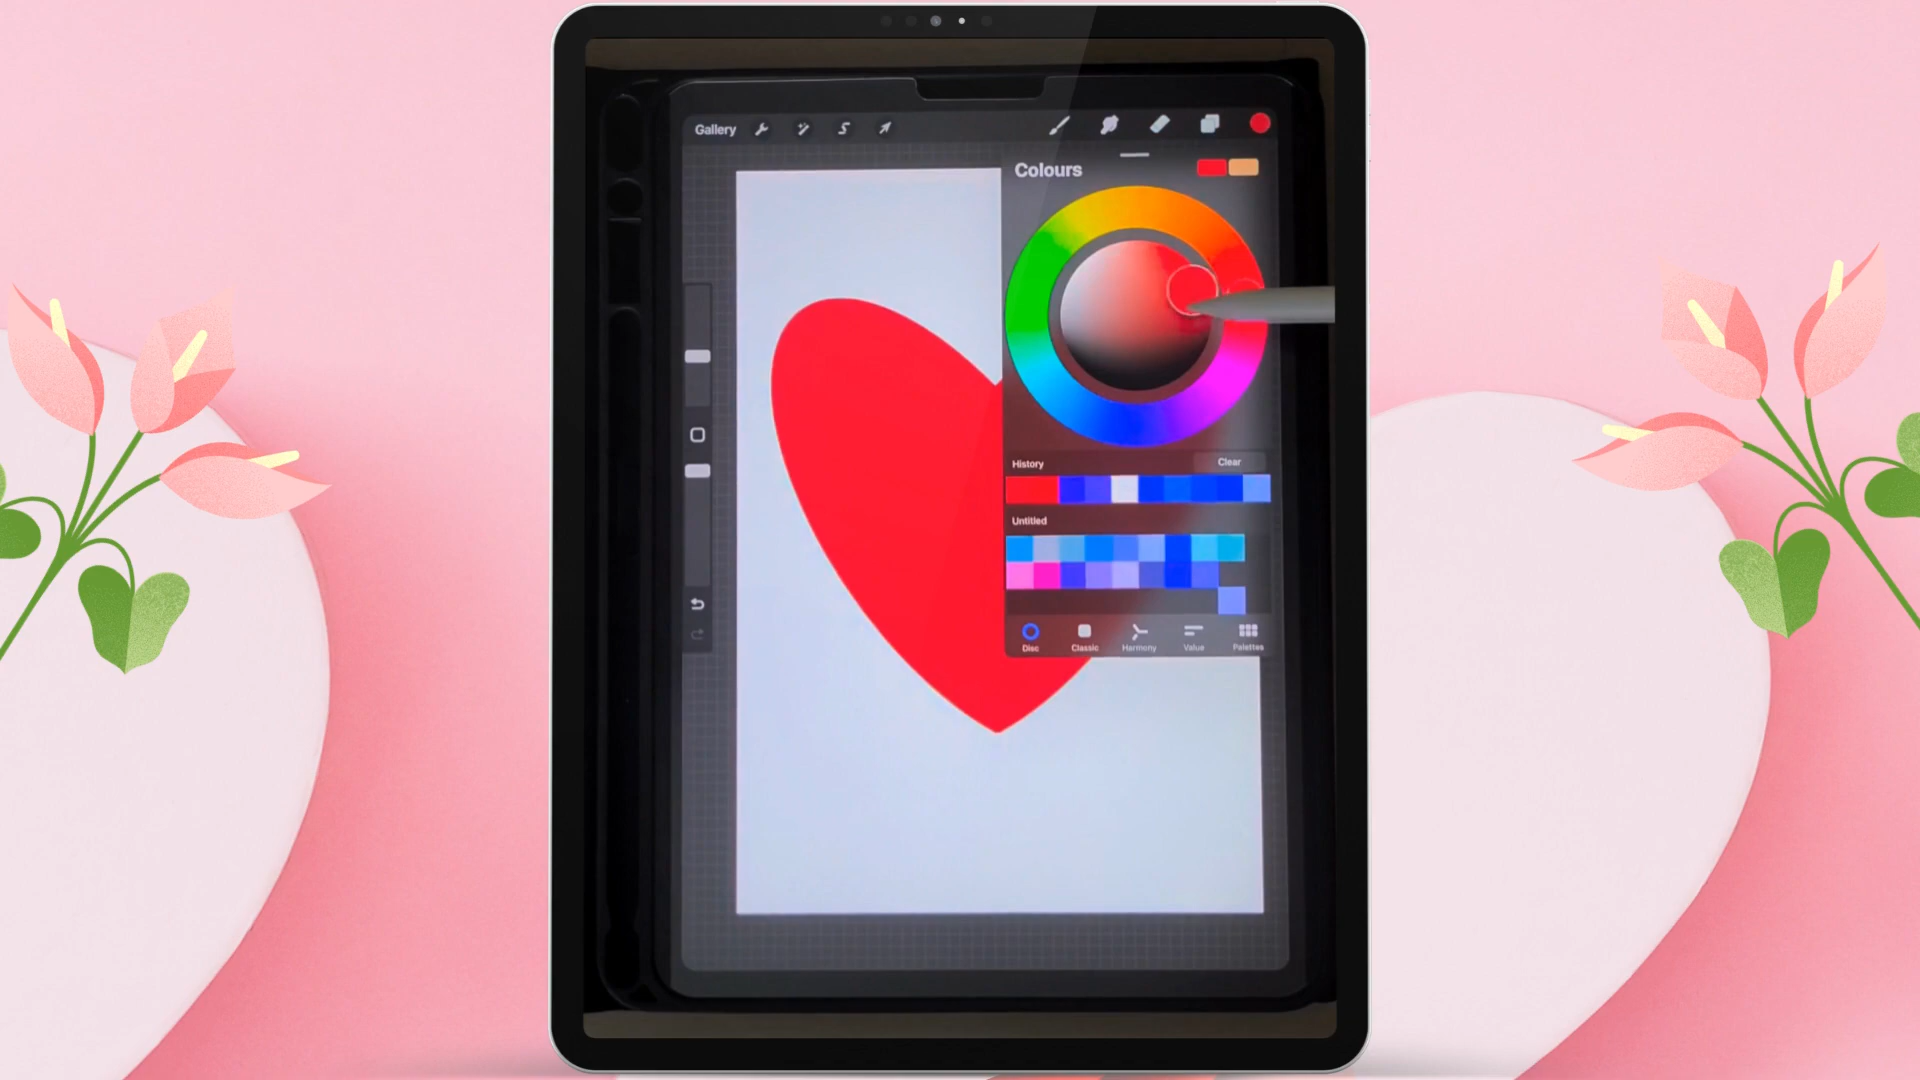 Gallery
Colours
History
Clear
Untitled
Disc
Classic
Harmony
Value
Palettes